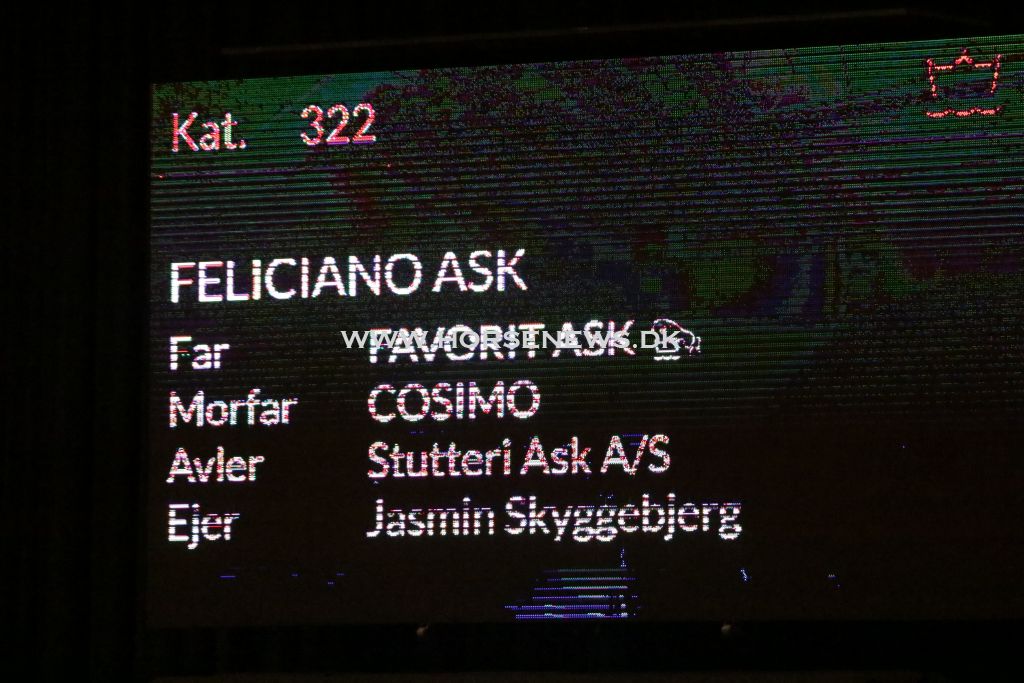 Kat. 322
FELICIANO ASK
Far FAVORIT ASK
WWW.HORSENEWS.DK
Morfar COSIMO
Avler Stutteri Ask A/S
Ejer Jasmin Skyggebjerg